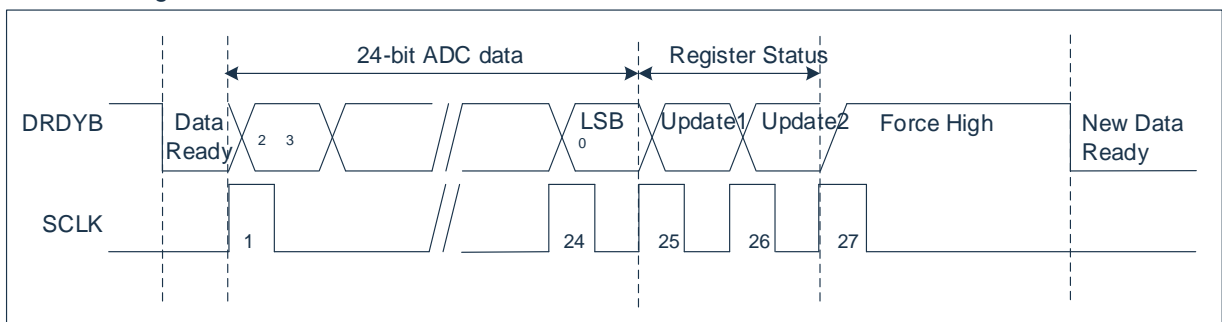 24-bit ADC data
Register Status
DRDYB
Data
Ready
2 3
LSB
0
Update1
Update2
Force High
New Data
Ready
SCLK
1
24
25
26
27